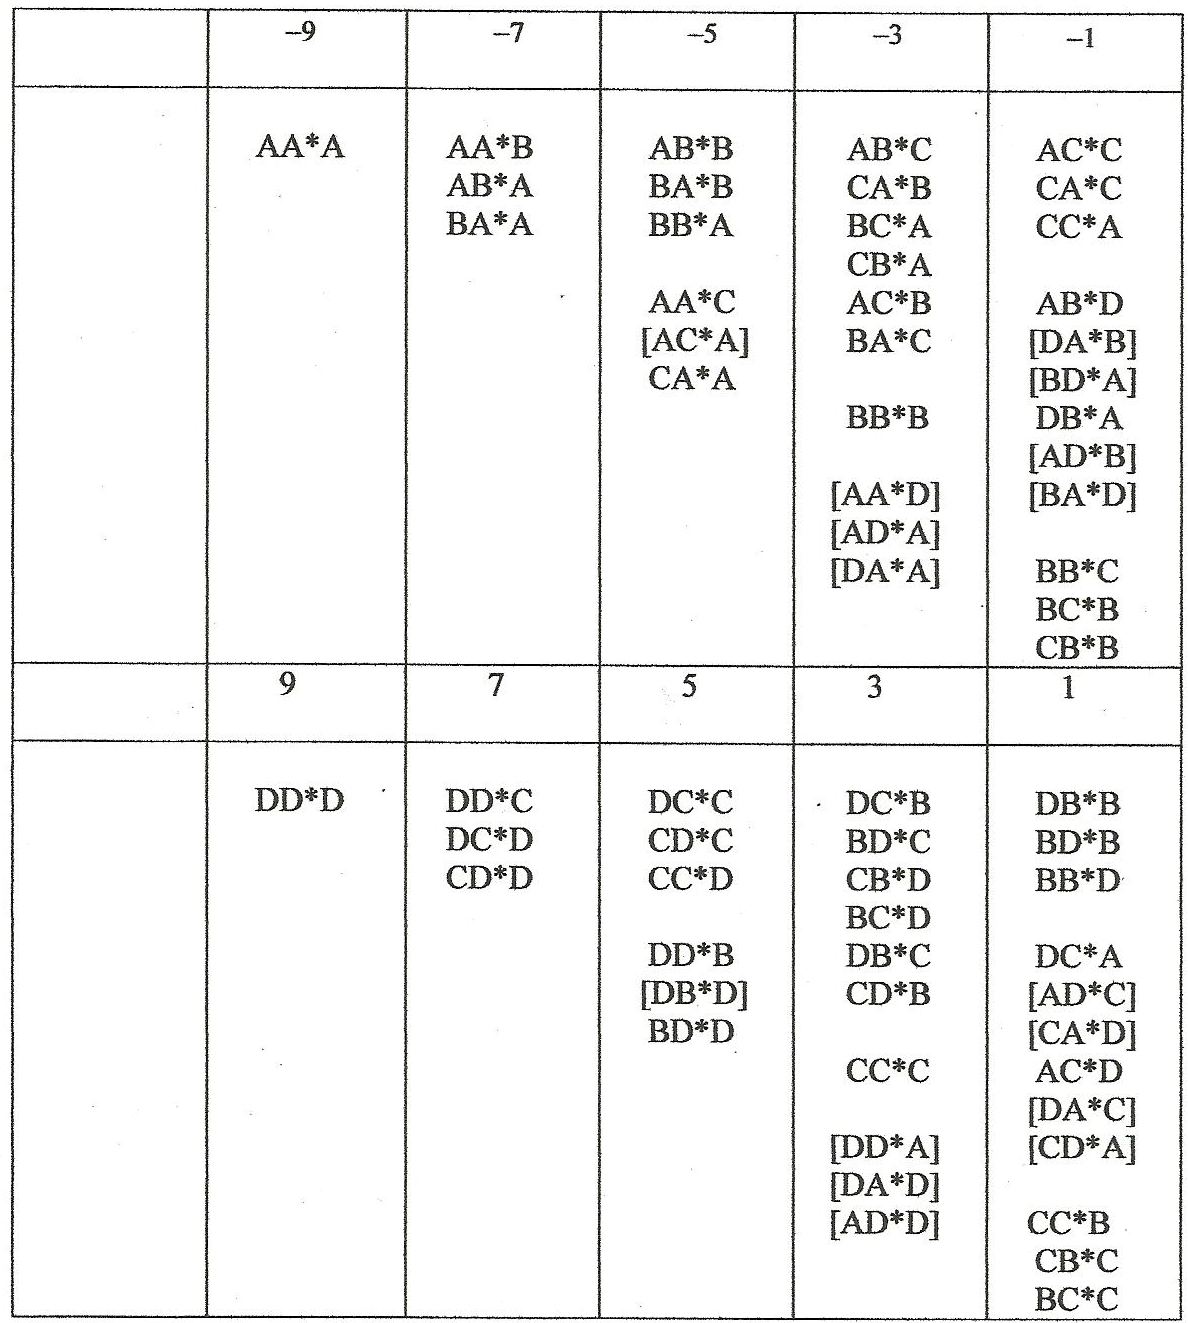 –9 –7 –5 –3 –1
AA*A AA*B AB*B AB*C AC*C
AB*A BA*B CA*B CA*C
BA*A BB*A BC*A CC*A
CB*A
AA*C AC*B AB*D
[AC*A] BA*C [DA*B]
CA*A [BD*A]
BB*B DB*A
[AD*B]
[AA*D] [BA*D]
[AD*A]
[DA*A] BB*C
BC*B
CB*B
9 7 5 3 1
DD*D DD*C DC*C DC*B DB*B
DC*D CD*C BD*C BD*B
CD*D CC*D CB*D BB*D
BC*D
DD*B DB*C DC*A
[DB*D] CD*B [AD*C]
BD*D [CA*D]
CC*C AC*D
[DA*C]
[DD*A] [CD*A]
[DA*D]
[AD*D] CC*B
CB*C
BC*C